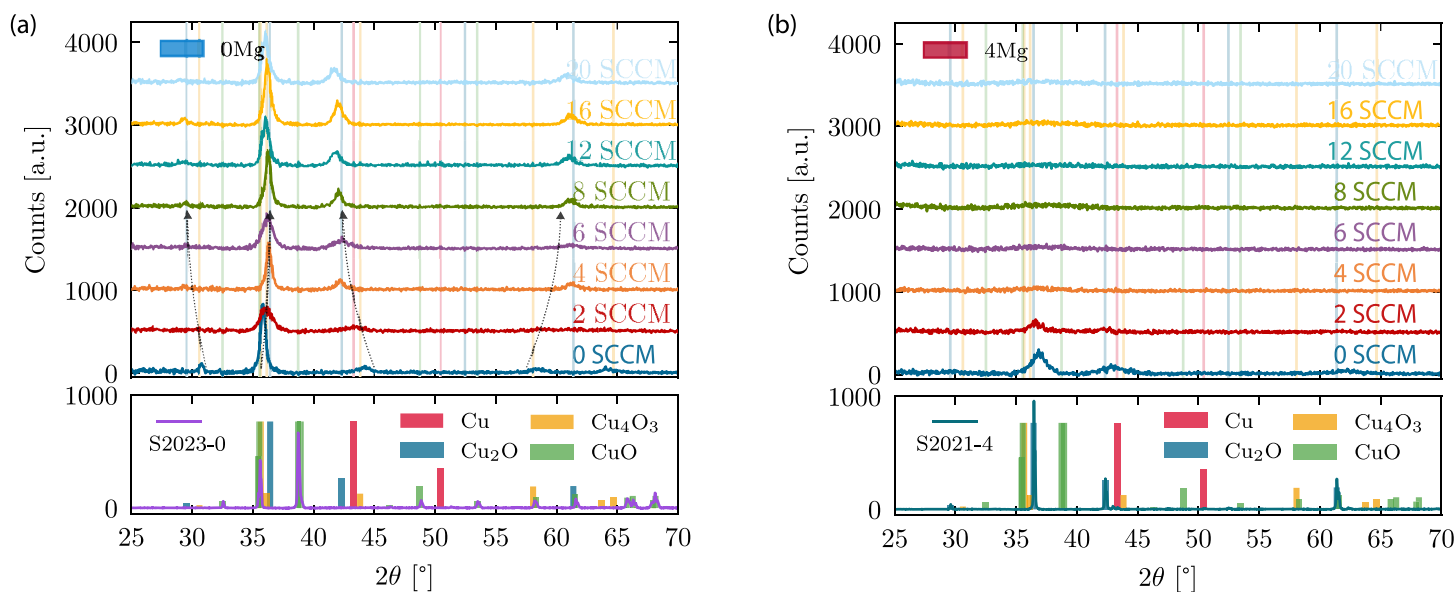 (a)
4000
3000
2000
1000
0
Counts [a.u.]
0Mg
20 SCCM
16 SCCM
12 SCCM
8 SCCM
6 SCCM
4 SCCM
2 SCCM
0 SCCM
1000
0
S2023-0
Cu
Cu₂O
Cu₄O₃
CuO
25 30 35 40 45 50 55 60 65 70
2θ [°]
(b)
4000
3000
2000
1000
0
Counts [a.u.]
4Mg
20 SCCM
16 SCCM
12 SCCM
8 SCCM
6 SCCM
4 SCCM
2 SCCM
0 SCCM
1000
0
S2021-4
Cu
Cu₂O
Cu₄O₃
CuO
25 30 35 40 45 50 55 60 65 70
2θ [°]